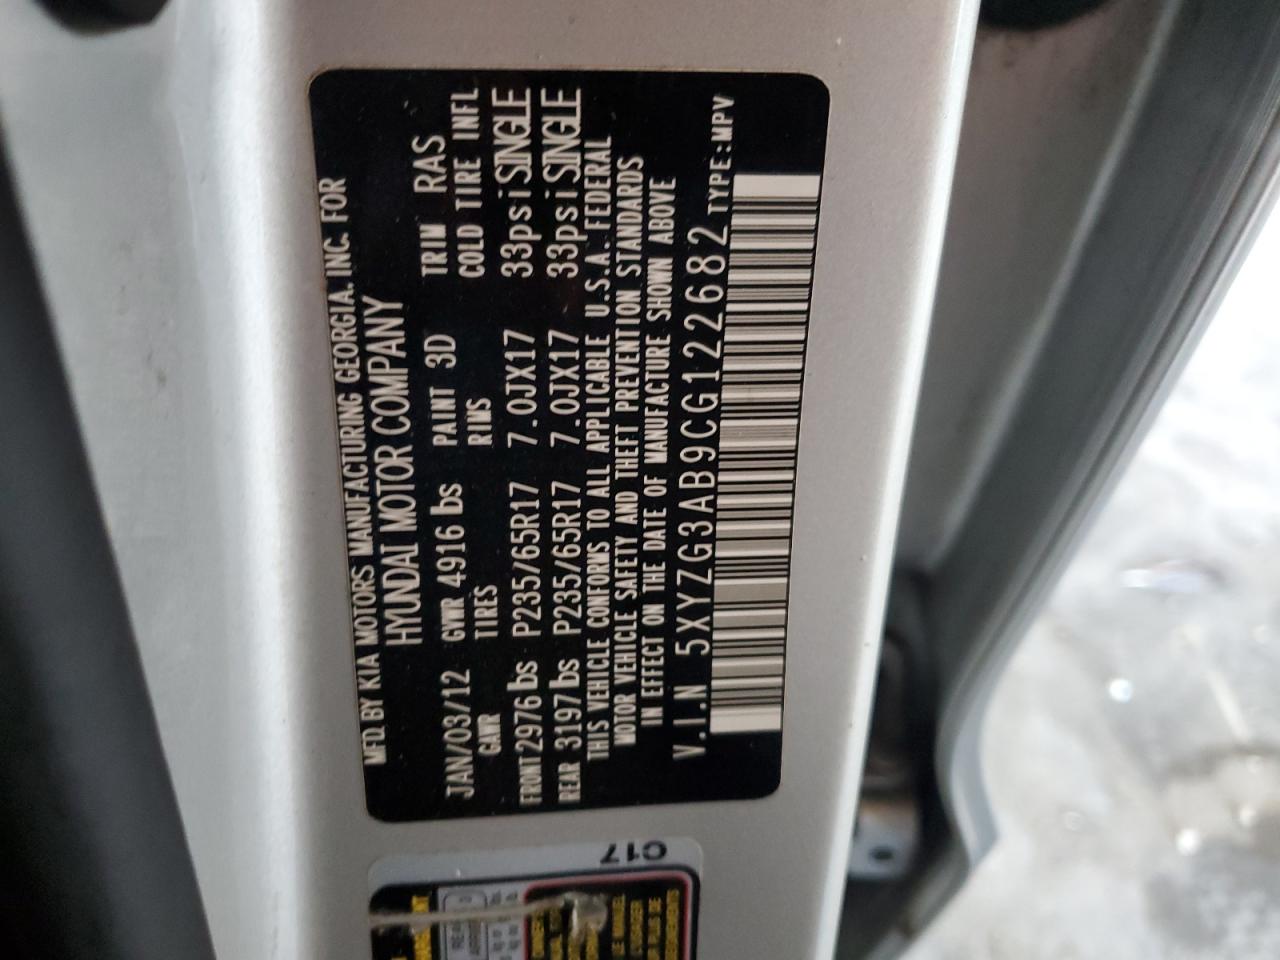 MFD. BY KIA MOTORS MANUFACTURING GEORGIA. INC. FOR
HYUNDAI MOTOR COMPANY
JAN/03/12 GVWR 4916 lbs PAINT 3D TRIM RAS
GAWR TIRES RIMS COLD TIRE INFL
FRONT 2976 lbs P235/65R17 7.0JX17 33psi SINGLE
REAR 3197 lbs P235/65R17 7.0JX17 33psi SINGLE
THIS VEHICLE CONFORMS TO ALL APPLICABLE U.S.A. FEDERAL
MOTOR VEHICLE SAFETY AND THEFT PREVENTION STANDARDS
IN EFFECT ON THE DATE OF MANUFACTURE SHOWN ABOVE
V.I.N 5XYZG3AB9CG122682 TYPE:MPV
C17